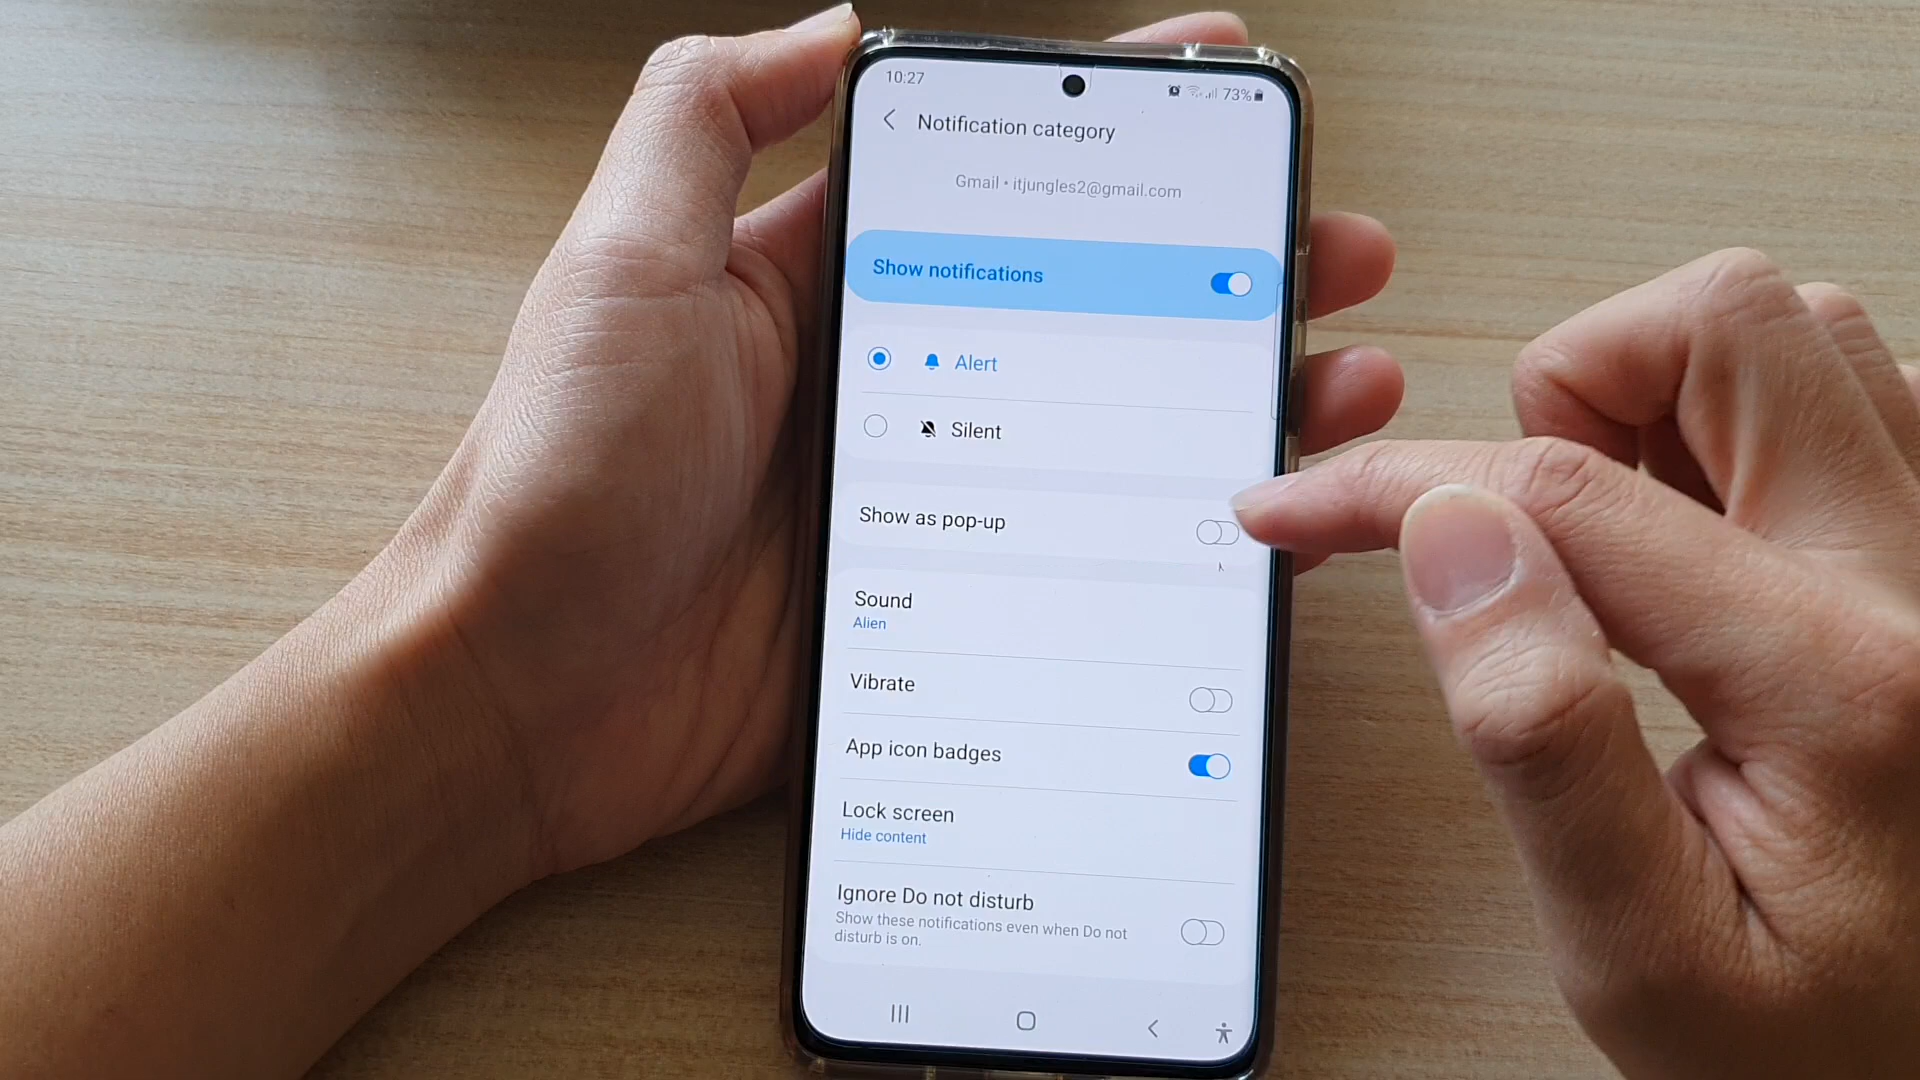 10:27
73%
Notification category
Gmail • itjungles2@gmail.com
Show notifications
Alert
Silent
Show as pop-up
Sound
Alien
Vibrate
App icon badges
Lock screen
Hide content
Ignore Do not disturb
Show these notifications even when Do not
disturb is on.